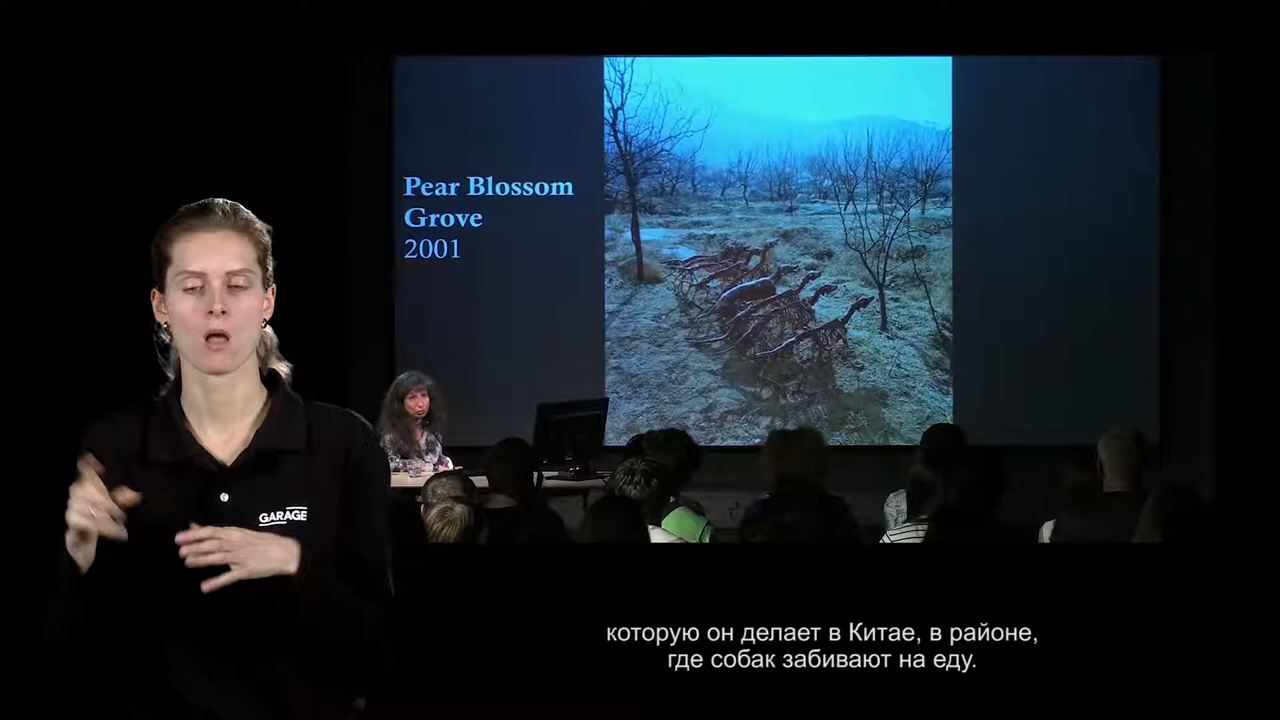 Pear Blossom
Grove
2001
GARAGE
которую он делает в Китае, в районе,
где собак забивают на еду.